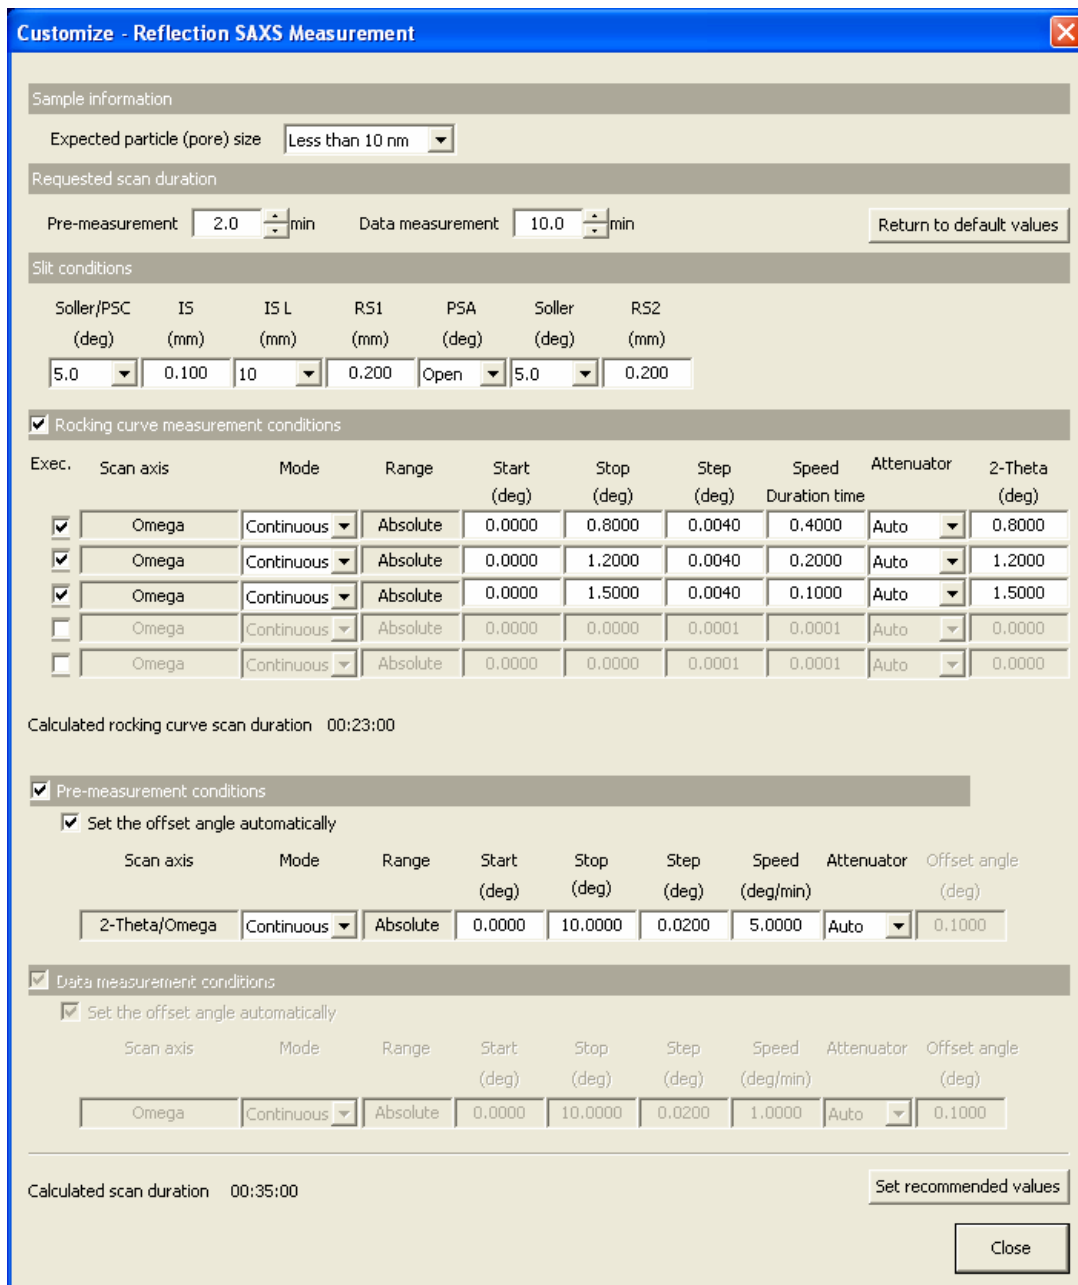 Customize - Reflection SAXS Measurement
Sample information
Expected particle (pore) size Less than 10 nm
Requested scan duration
Pre-measurement 2.0 min Data measurement 10.0 min Return to default values
Slit conditions
Soller/PSC IS IS L RS1 PSA Soller RS2
(deg) (mm) (mm) (mm) (deg) (deg) (mm)
5.0 0.100 10 0.200 Open 5.0 0.200
Rocking curve measurement conditions
Exec. Scan axis Mode Range Start Stop Step Speed Attenuator 2-Theta
(deg) (deg) (deg) Duration time (deg)
Omega Continuous Absolute 0.0000 0.8000 0.0040 0.4000 Auto 0.8000
Omega Continuous Absolute 0.0000 1.2000 0.0040 0.2000 Auto 1.2000
Omega Continuous Absolute 0.0000 1.5000 0.0040 0.1000 Auto 1.5000
Omega Continuous Absolute 0.0000 0.0000 0.0001 0.0001 Auto 0.0000
Omega Continuous Absolute 0.0000 0.0000 0.0001 0.0001 Auto 0.0000
Calculated rocking curve scan duration 00:23:00
Pre-measurement conditions
Set the offset angle automatically
Scan axis Mode Range Start Stop Step Speed Attenuator Offset angle
(deg) (deg) (deg) (deg/min) (deg)
2-Theta/Omega Continuous Absolute 0.0000 10.0000 0.0200 5.0000 Auto 0.1000
Data measurement conditions
Set the offset angle automatically
Scan axis Mode Range Start Stop Step Speed Attenuator Offset angle
(deg) (deg) (deg) (deg/min) (deg)
Omega Continuous Absolute 0.0000 10.0000 0.0200 1.0000 Auto 0.1000
Calculated scan duration 00:35:00 Set recommended values
Close